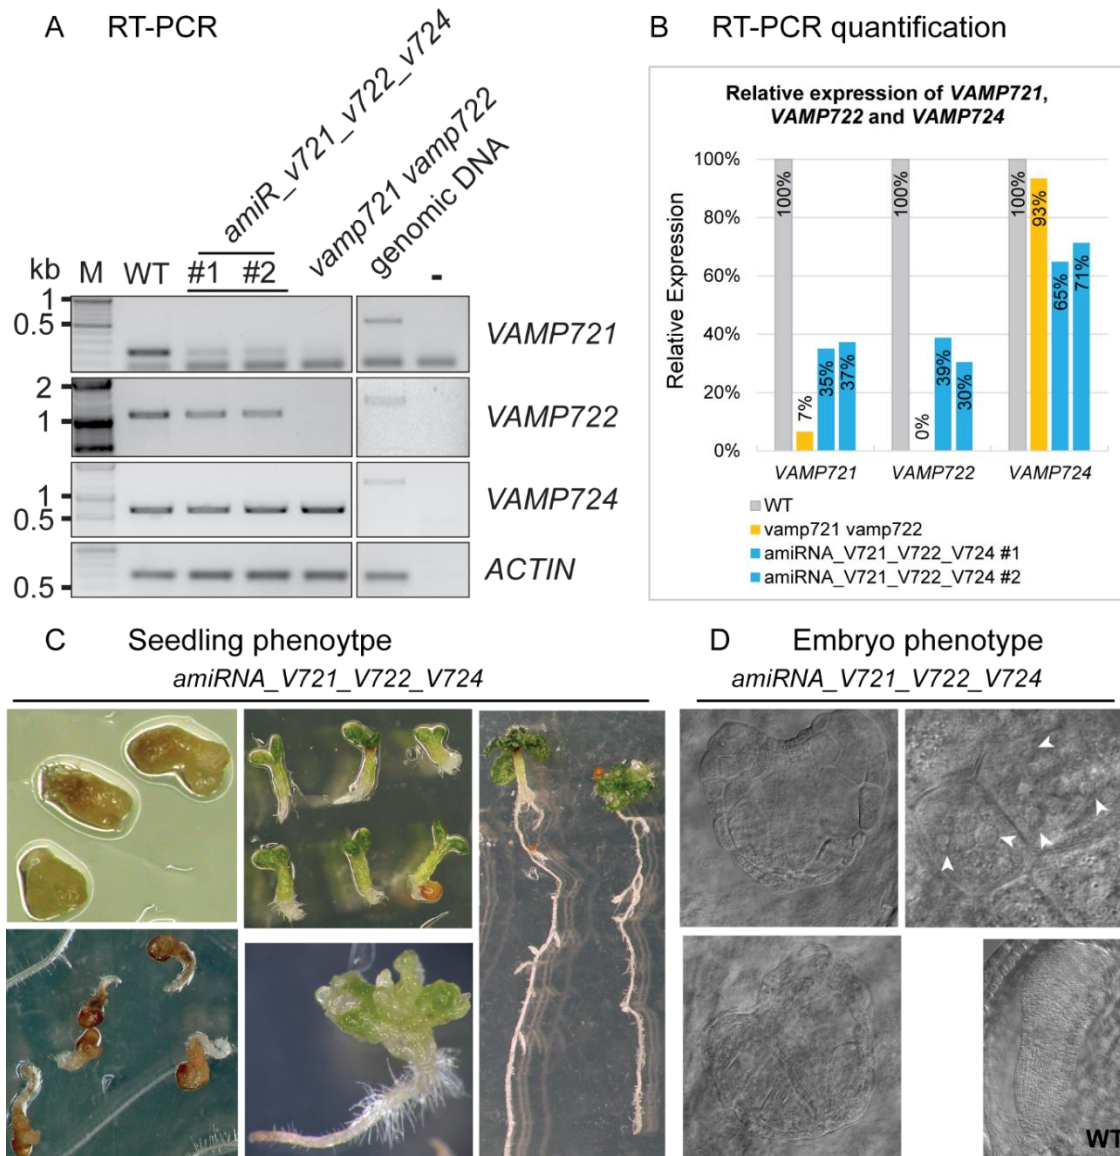 A RT-PCR
amiR_v721_v722_v724
vamp721 vamp722
genomic DNA
kb M WT #1 #2 -
1
0.5
VAMP721
2
1
VAMP722
1
0.5
VAMP724
0.5
ACTIN
B RT-PCR quantification
Relative expression of VAMP721,
VAMP722 and VAMP724
Relative Expression
100%
80%
60%
40%
20%
0%
100% 7% 35% 37%
100% 0% 39% 30%
100% 93% 65% 71%
VAMP721 VAMP722 VAMP724
WT
vamp721 vamp722
amiRNA_V721_V722_V724 #1
amiRNA_V721_V722_V724 #2
C Seedling phenoytpe
amiRNA_V721_V722_V724
D Embryo phenotype
amiRNA_V721_V722_V724
WT